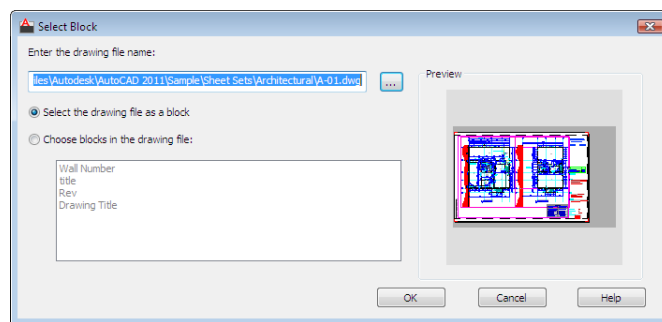 Select Block
Enter the drawing file name:
iles\Autodesk\AutoCAD 2011\Sample\Sheet Sets\Architectural\A-01.dwg
...
Preview
Select the drawing file as a block
Choose blocks in the drawing file:
Wall Number
title
Rev
Drawing Title
OK
Cancel
Help